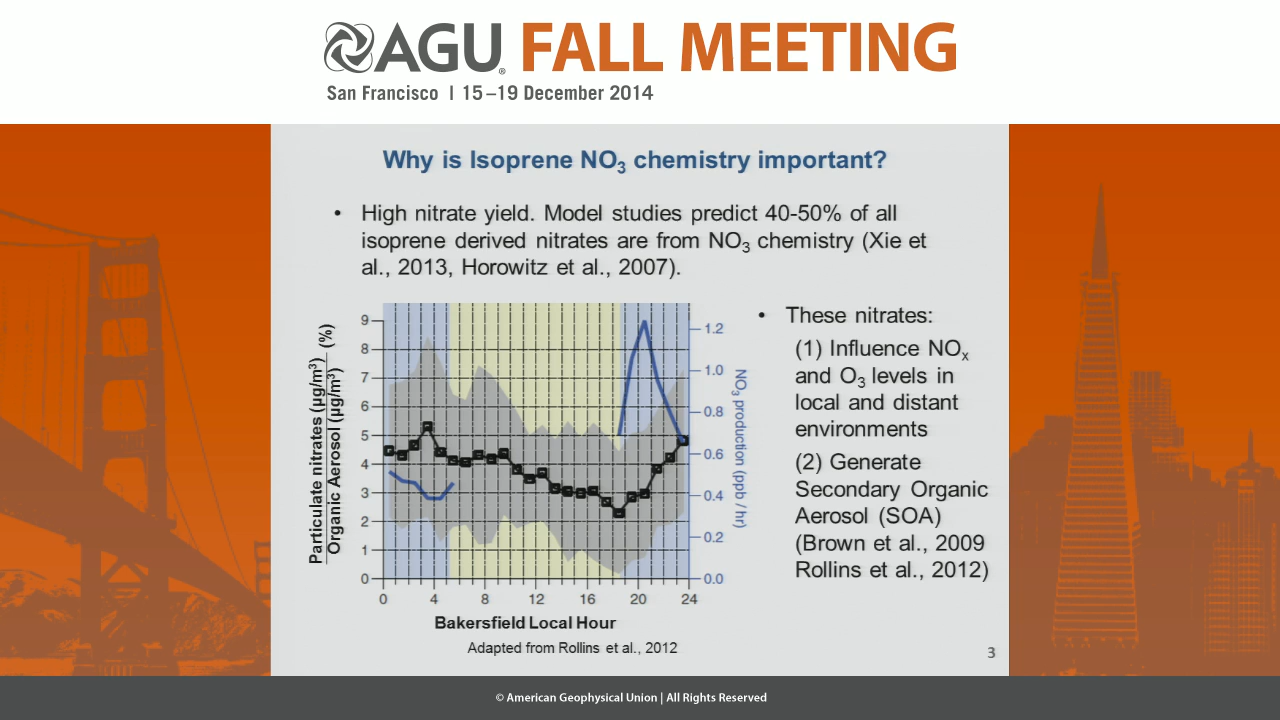 AGU FALL MEETING
San Francisco | 15–19 December 2014
Why is Isoprene NO₃ chemistry important?
• High nitrate yield. Model studies predict 40-50% of all
isoprene derived nitrates are from NO₃ chemistry (Xie et
al., 2013, Horowitz et al., 2007).
Particulate nitrates (µg/m³)
Organic Aerosol (µg/m³)
(%)
9
8
7
6
5
4
3
2
1
0
0 4 8 12 16 20 24
1.2
1.0
0.8
0.6
0.4
0.2
0.0
NO₃ production (ppb / hr)
Bakersfield Local Hour
Adapted from Rollins et al., 2012
• These nitrates:
(1) Influence NOₓ
and O₃ levels in
local and distant
environments
(2) Generate
Secondary Organic
Aerosol (SOA)
(Brown et al., 2009
Rollins et al., 2012)
3
© American Geophysical Union | All Rights Reserved